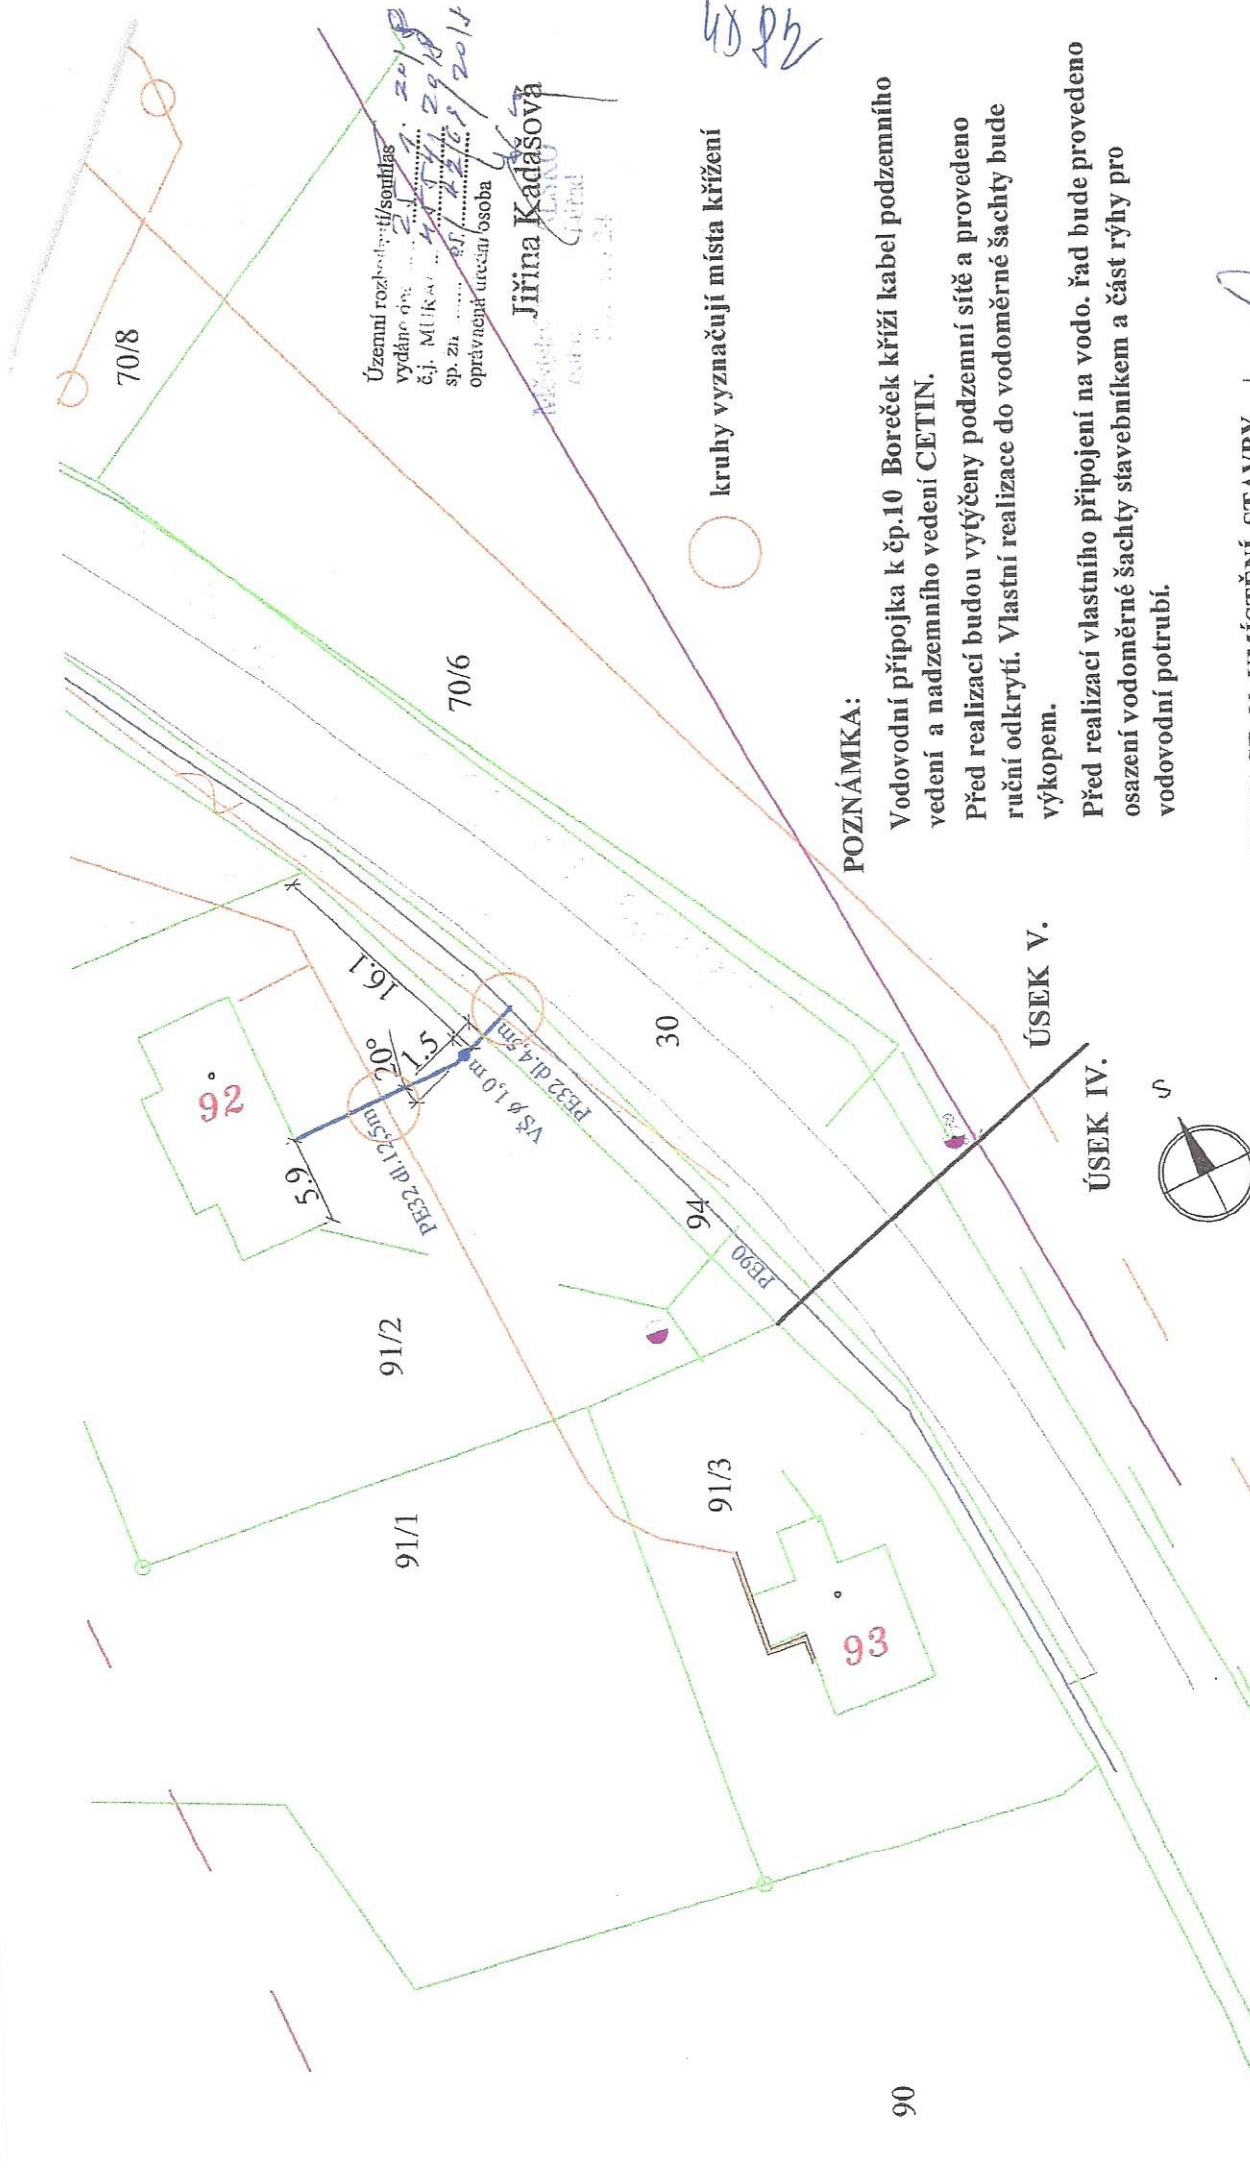 70/8
Územní rozhodnutí/souhlas
vydáno dne 25. 1. 2018
č.j. MUKA
sp. zn
oprávněná úřední osoba
Jiřina Kadašová
kruhy vyznačují místa křížení
70/6
92
16.1
20°
1.5
5.9
PE32 dl.12,5m
VŠ ø 1,0 m
PE32 dl.4,5m
30
94
PE90
91/2
91/1
91/3
93
90
POZNÁMKA:
Vodovodní přípojka k čp.10 Boreček kříží kabel podzemního
vedení a nadzemního vedení CETIN.
Před realizací budou vytýčeny podzemní sítě a provedeno
ruční odkrytí. Vlastní realizace do vodoměrné šachty bude
výkopem.
Před realizací vlastního připojení na vodo. řad bude provedeno
osazení vodoměrné šachty stavebníkem a část rýhy pro
vodovodní potrubí.
ÚSEK V.
ÚSEK IV.
S